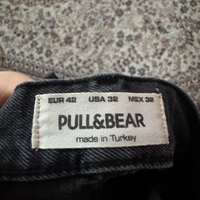 EUR 42 USA 32 MEX 32
PULL&BEAR
made in Turkey